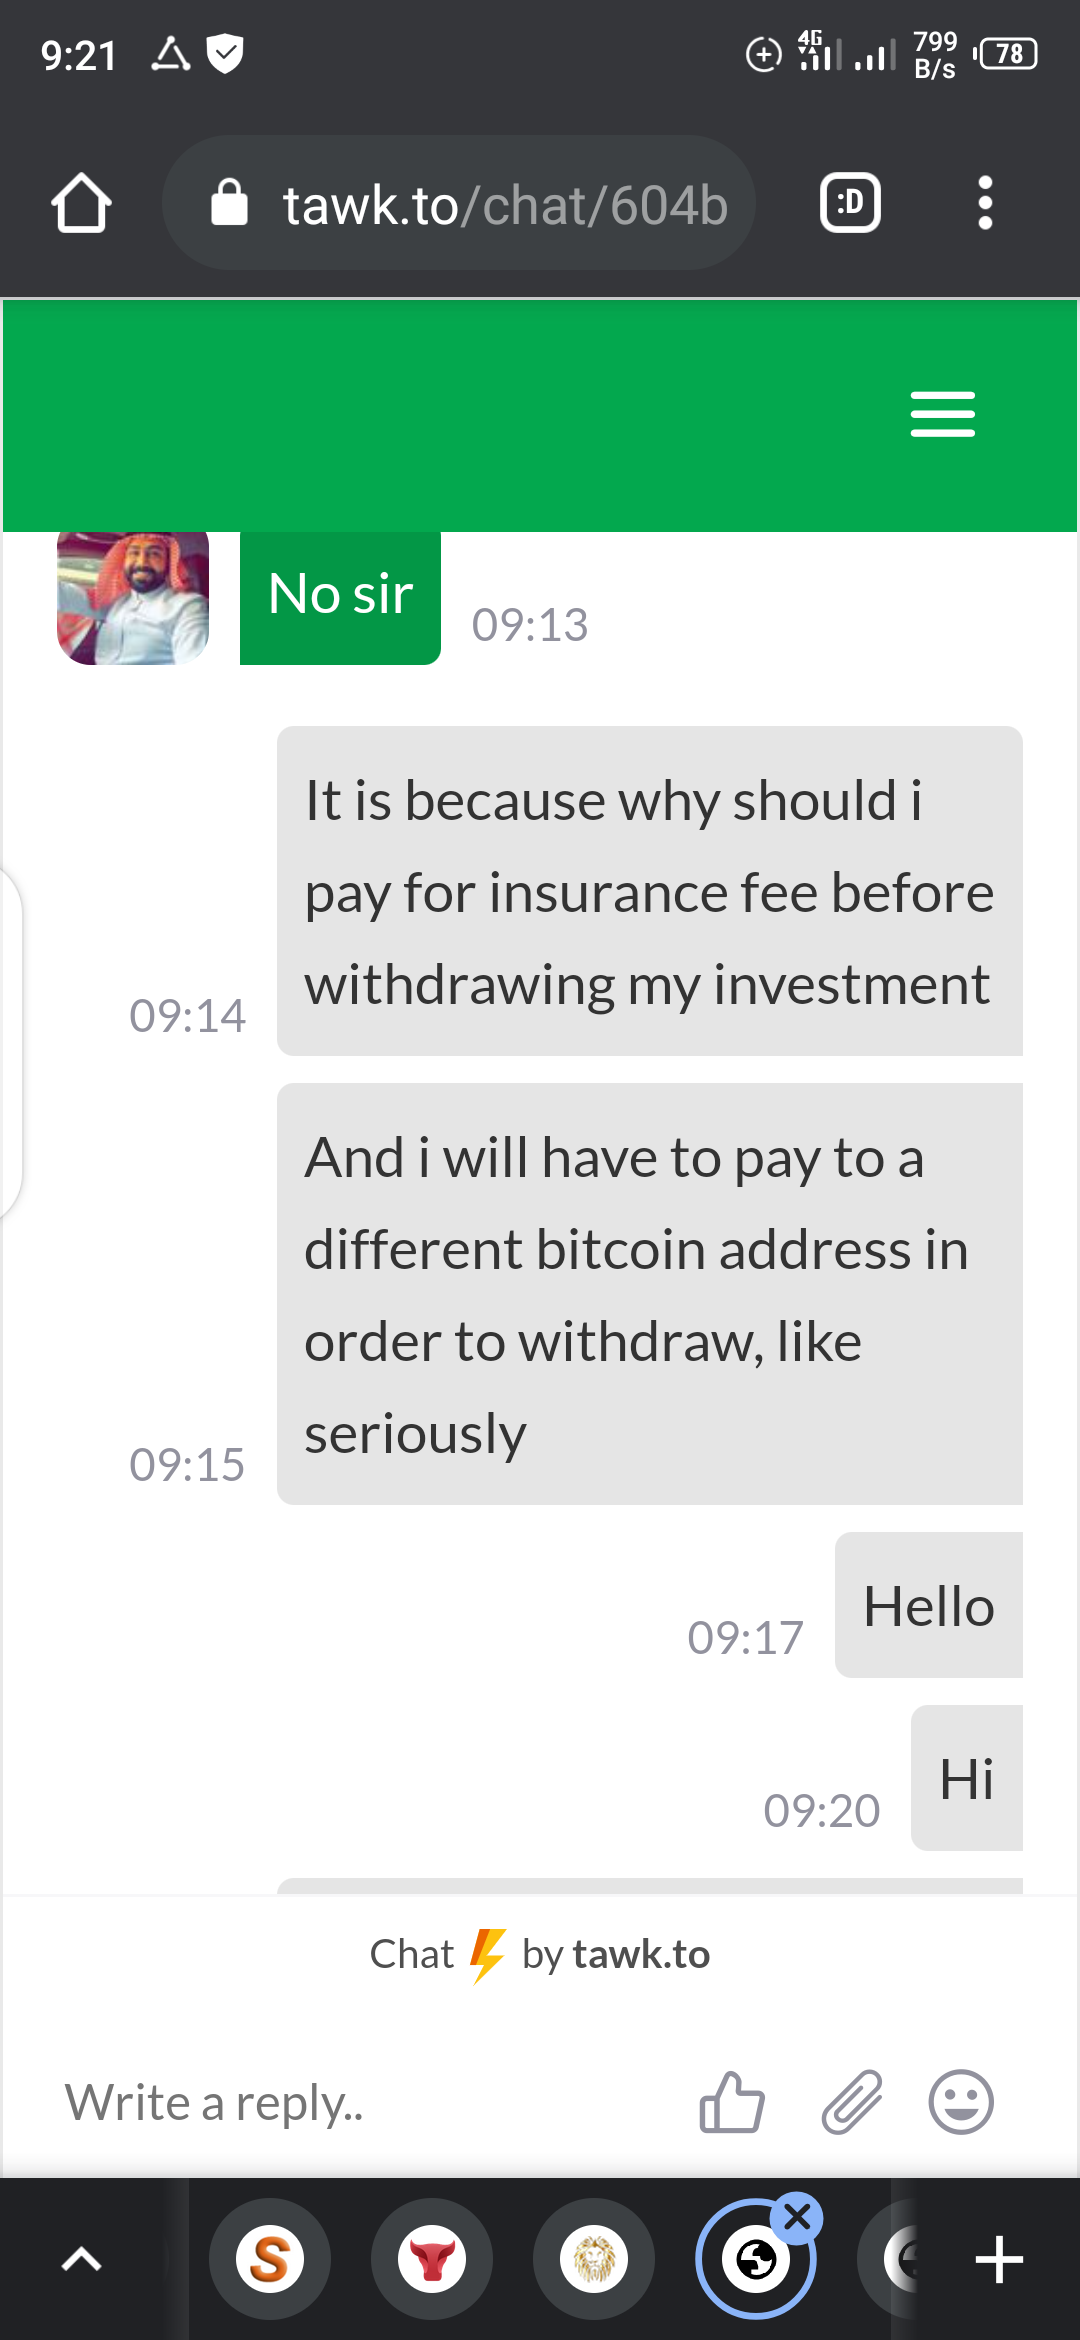 9:21
4G
799
B/s
78
tawk.to/chat/604b
:D
No sir
09:13
It is because why should i
pay for insurance fee before
withdrawing my investment
09:14
And i will have to pay to a
different bitcoin address in
order to withdraw, like
seriously
09:15
Hello
09:17
Hi
09:20
Chat by tawk.to
Write a reply..
S